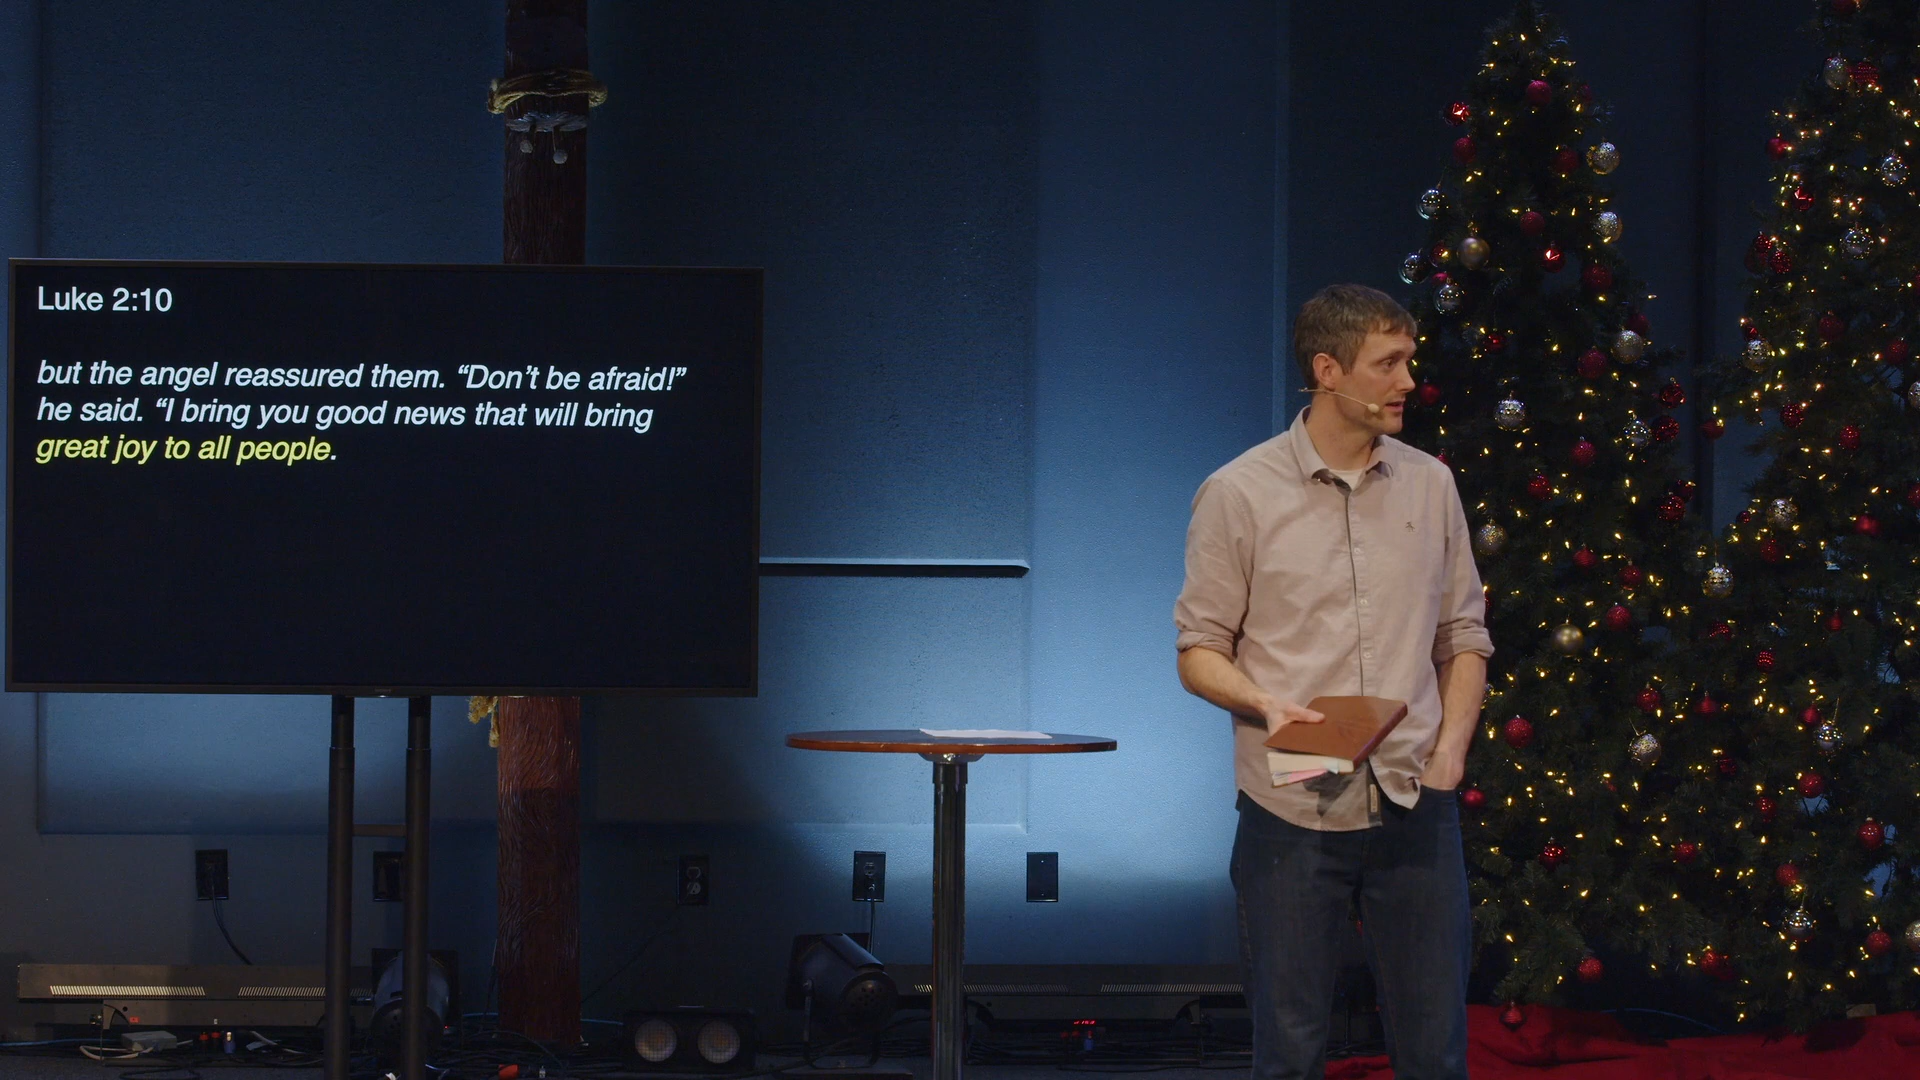 Luke 2:10
but the angel reassured them. “Don’t be afraid!”
he said. “I bring you good news that will bring
great joy to all people.